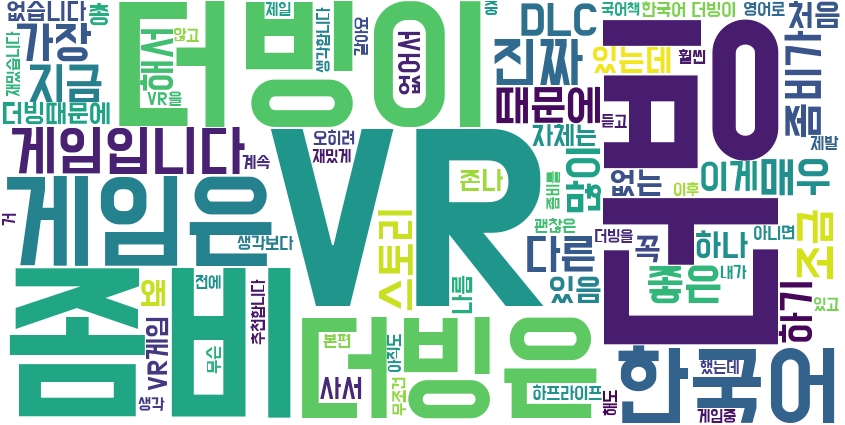 없습니다
총
가장
지금
재밌습니다
더빙때문에
더빙이
않고
해서
VR을
제일
생각합니다
같아요
없어서
중
DLC
진짜
있는데
때문에
국어책
한국어 더빙이
영어로
처음
훨씬
더빙
좀비가
듣고
제발
게임입니다
계속
오히려
재밌게
VR
존나
자체는
이게
매우
없는
이후
좀비를
게임은
거
생각보다
스토리
괜찮은
다른
더빙을
꼭
하나
아니면
조금
좋은
내가
있음
나름
좀비
전에
무슨
추천합니다
왜
VR게임
생각
더빙은
본편
아직도
사서
무조건
하프라이프
해도
한국어
했는데
게임중
하기
있고